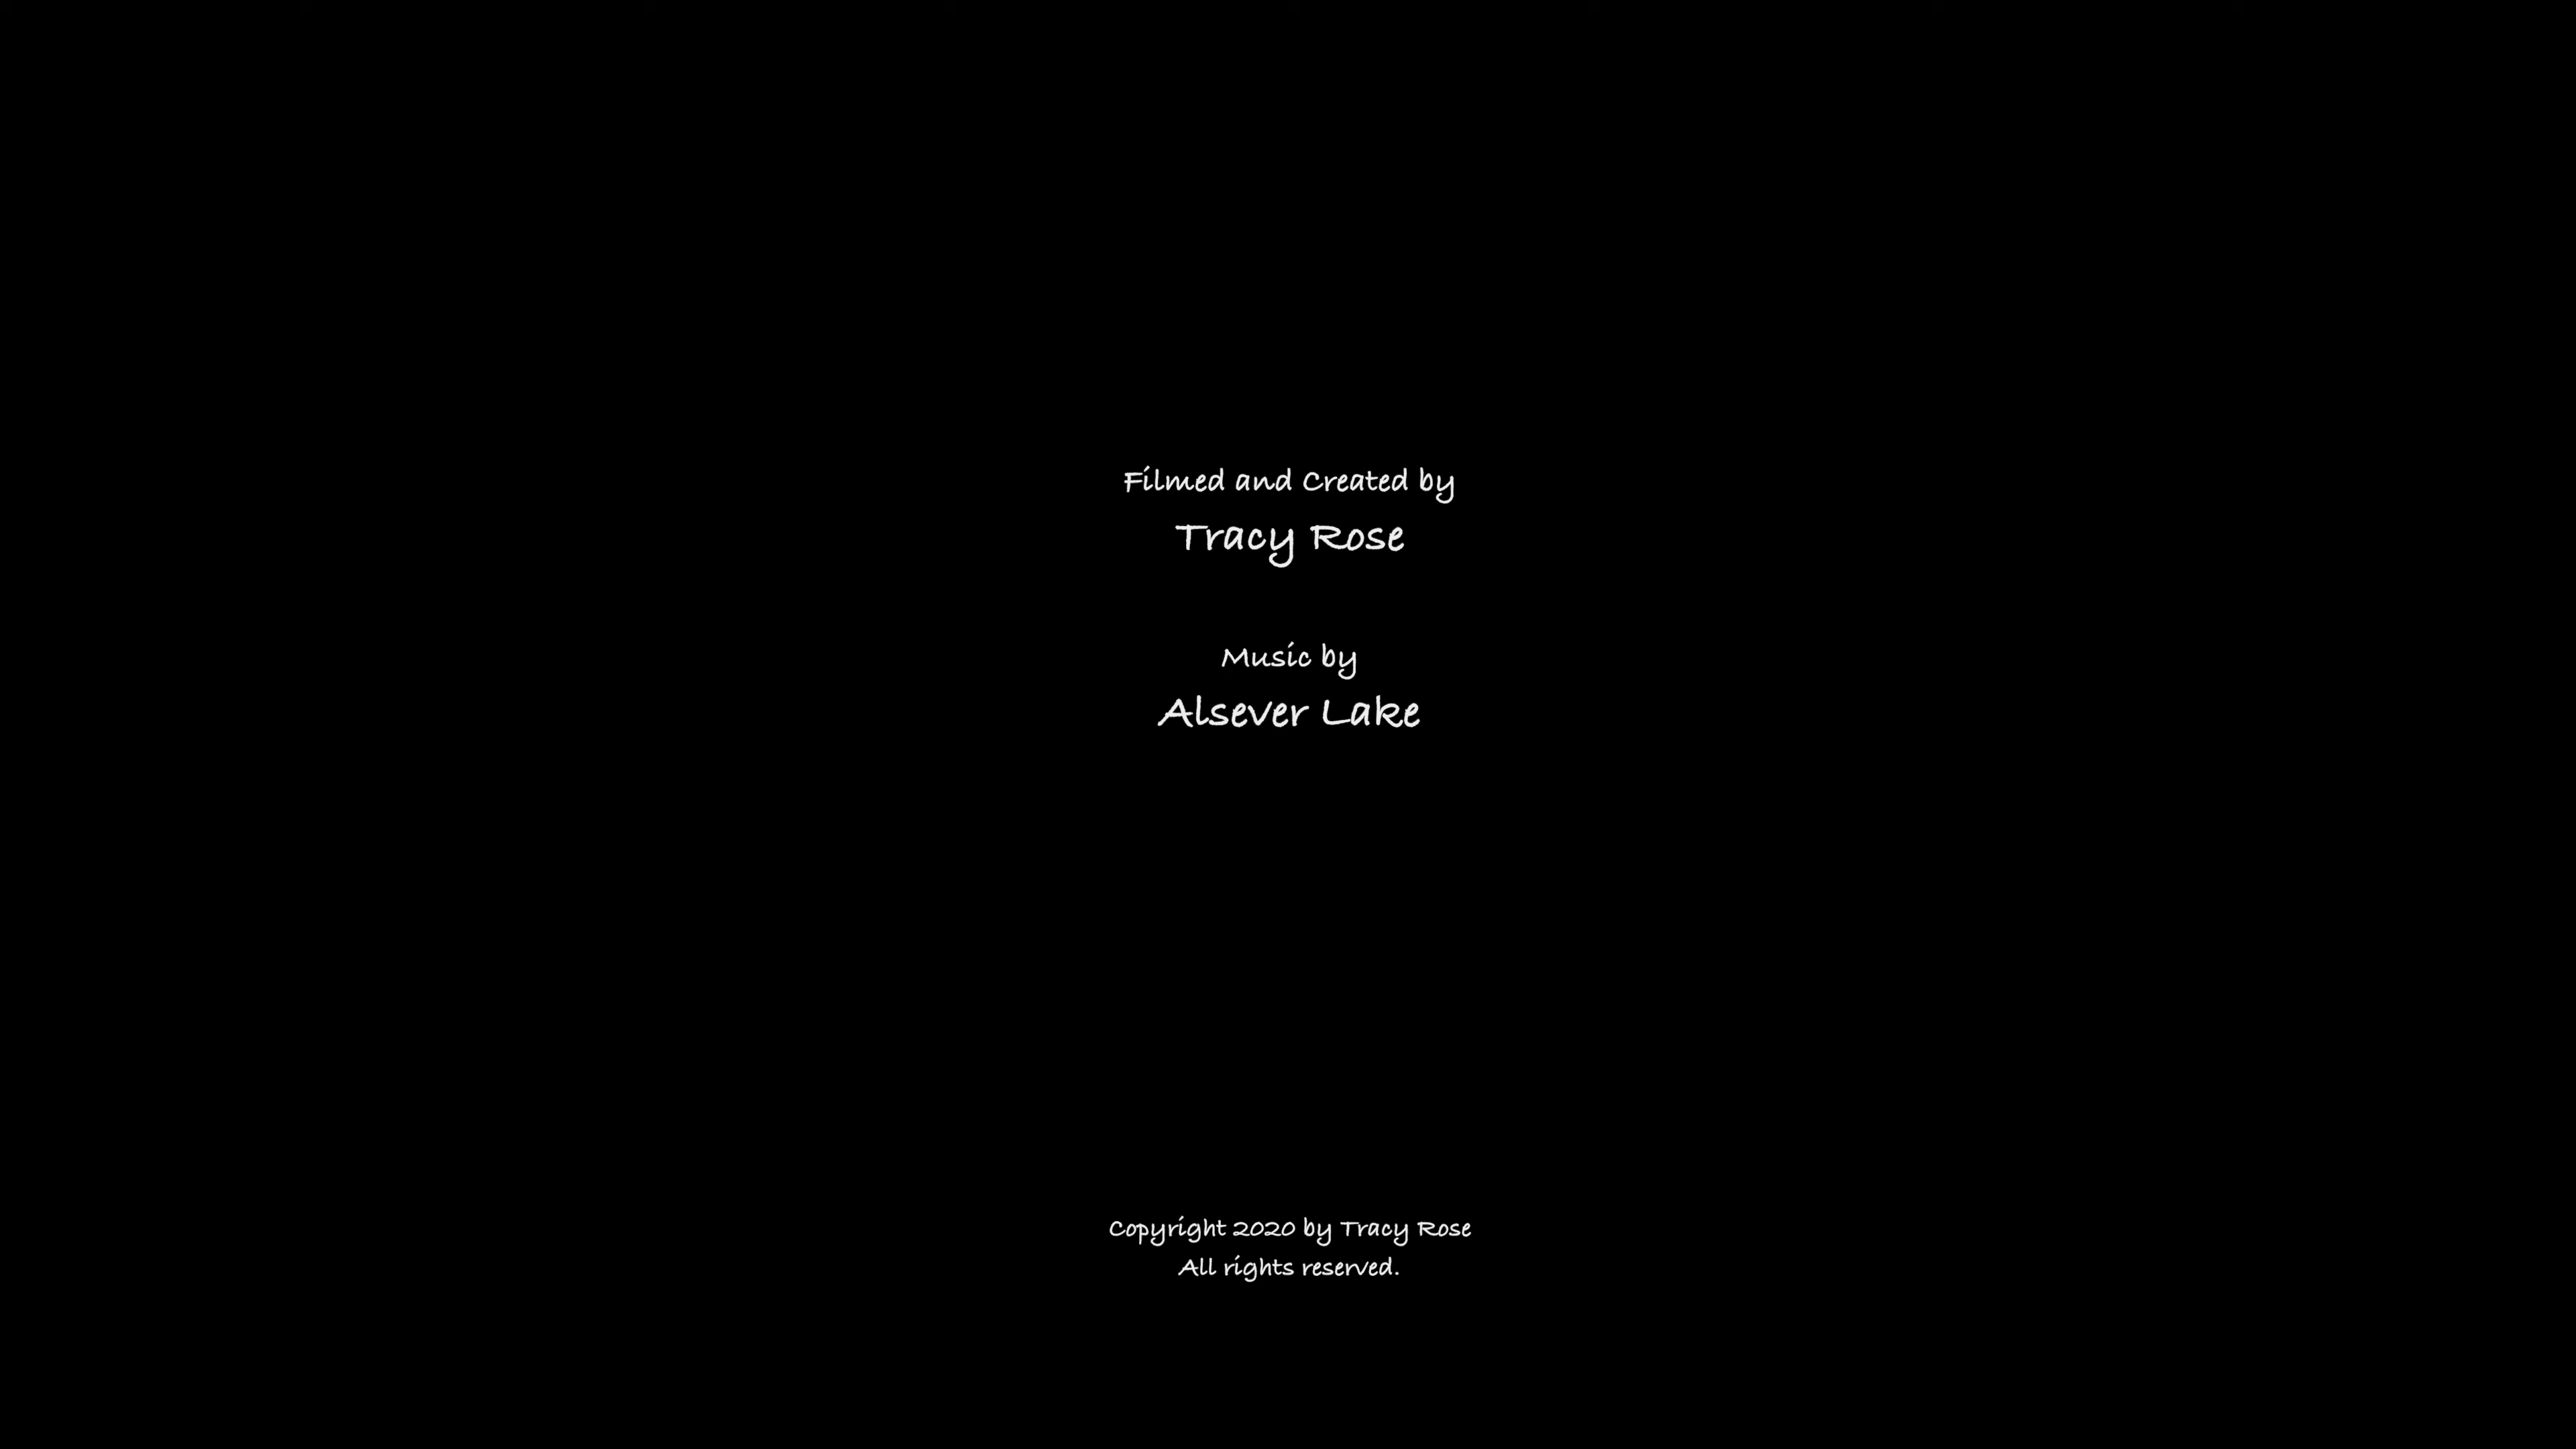 Filmed and Created by
Tracy Rose
Music by
Alsever Lake
Copyright 2020 by Tracy Rose
All rights reserved.